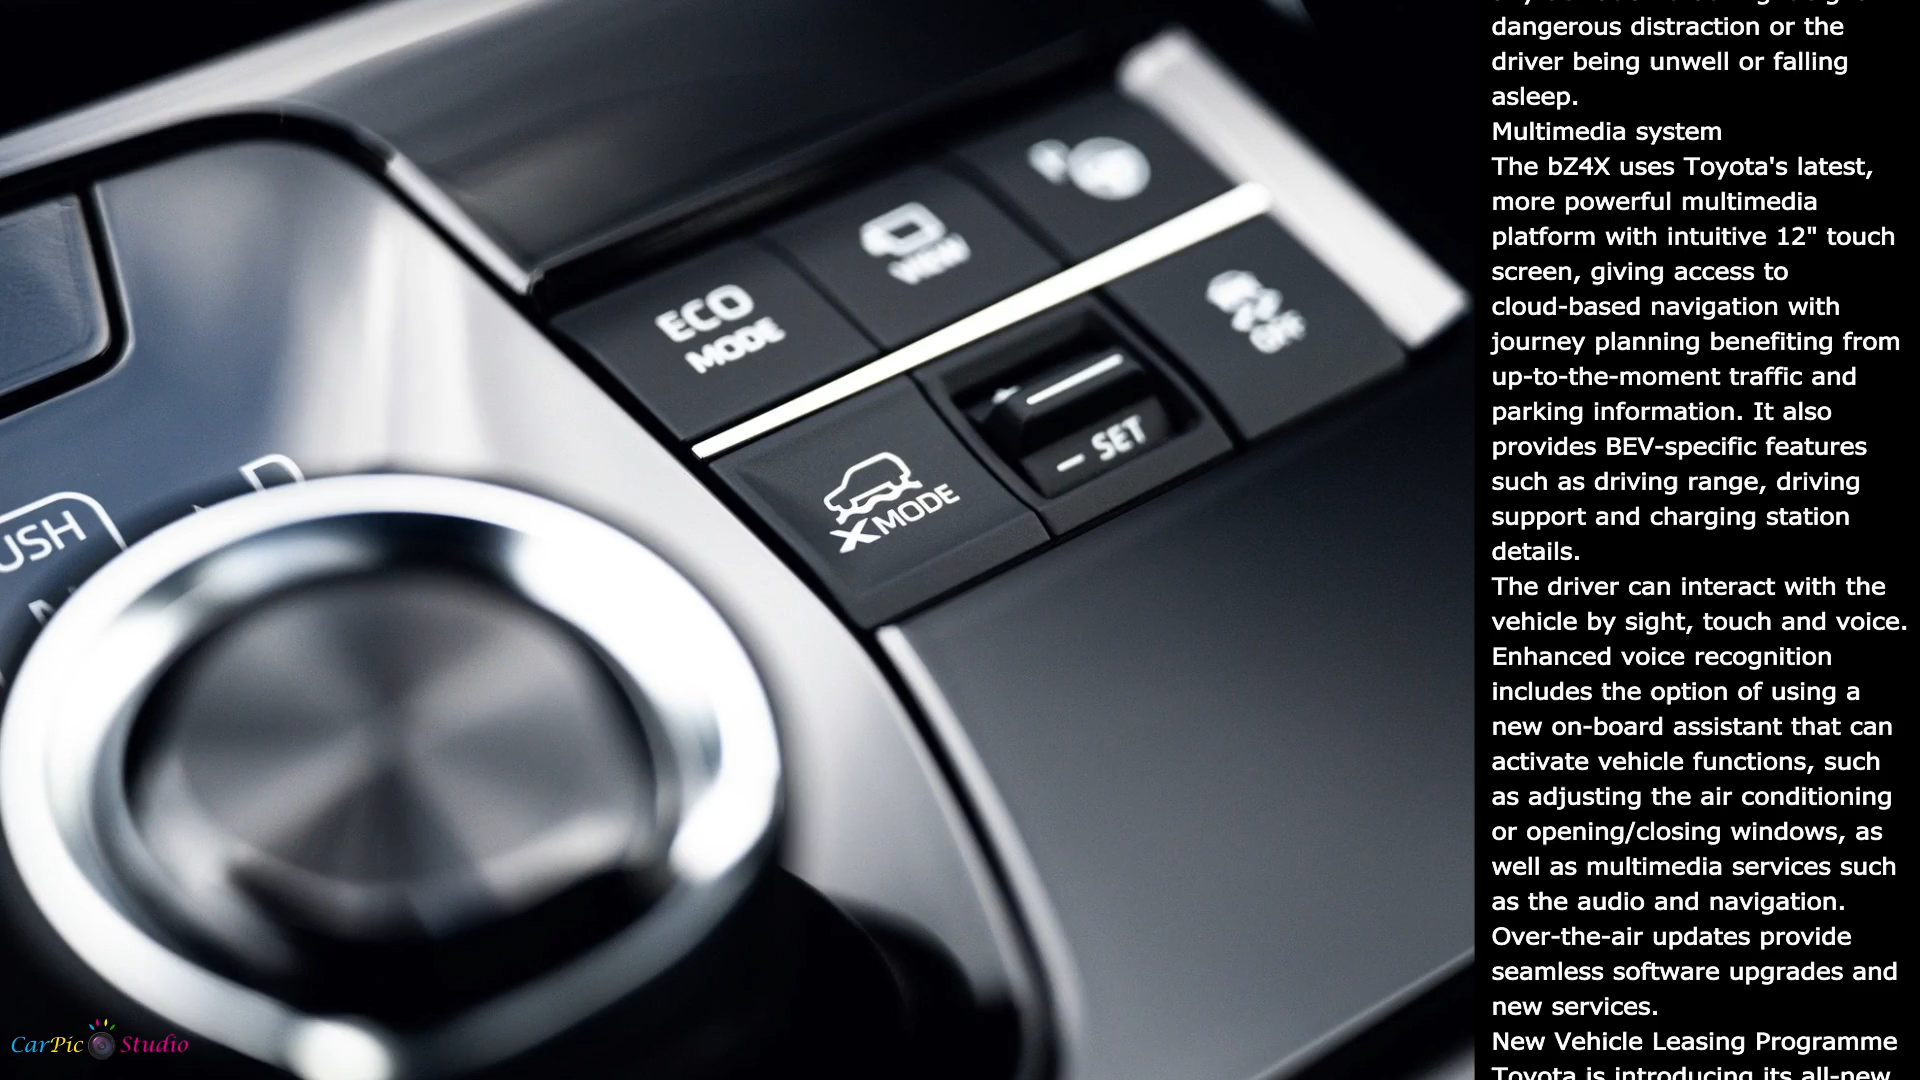 dangerous distraction or the
driver being unwell or falling
asleep.
Multimedia system
The bZ4X uses Toyota's latest,
more powerful multimedia
platform with intuitive 12" touch
screen, giving access to
cloud-based navigation with
journey planning benefiting from
up-to-the-moment traffic and
parking information. It also
provides BEV-specific features
such as driving range, driving
support and charging station
details.
The driver can interact with the
vehicle by sight, touch and voice.
Enhanced voice recognition
includes the option of using a
new on-board assistant that can
activate vehicle functions, such
as adjusting the air conditioning
or opening/closing windows, as
well as multimedia services such
as the audio and navigation.
Over-the-air updates provide
seamless software upgrades and
new services.
New Vehicle Leasing Programme
Toyota is introducing its all-new
ECO
MODE
VIEW
OFF
– SET
X MODE
D
USH
N
CarPic Studio